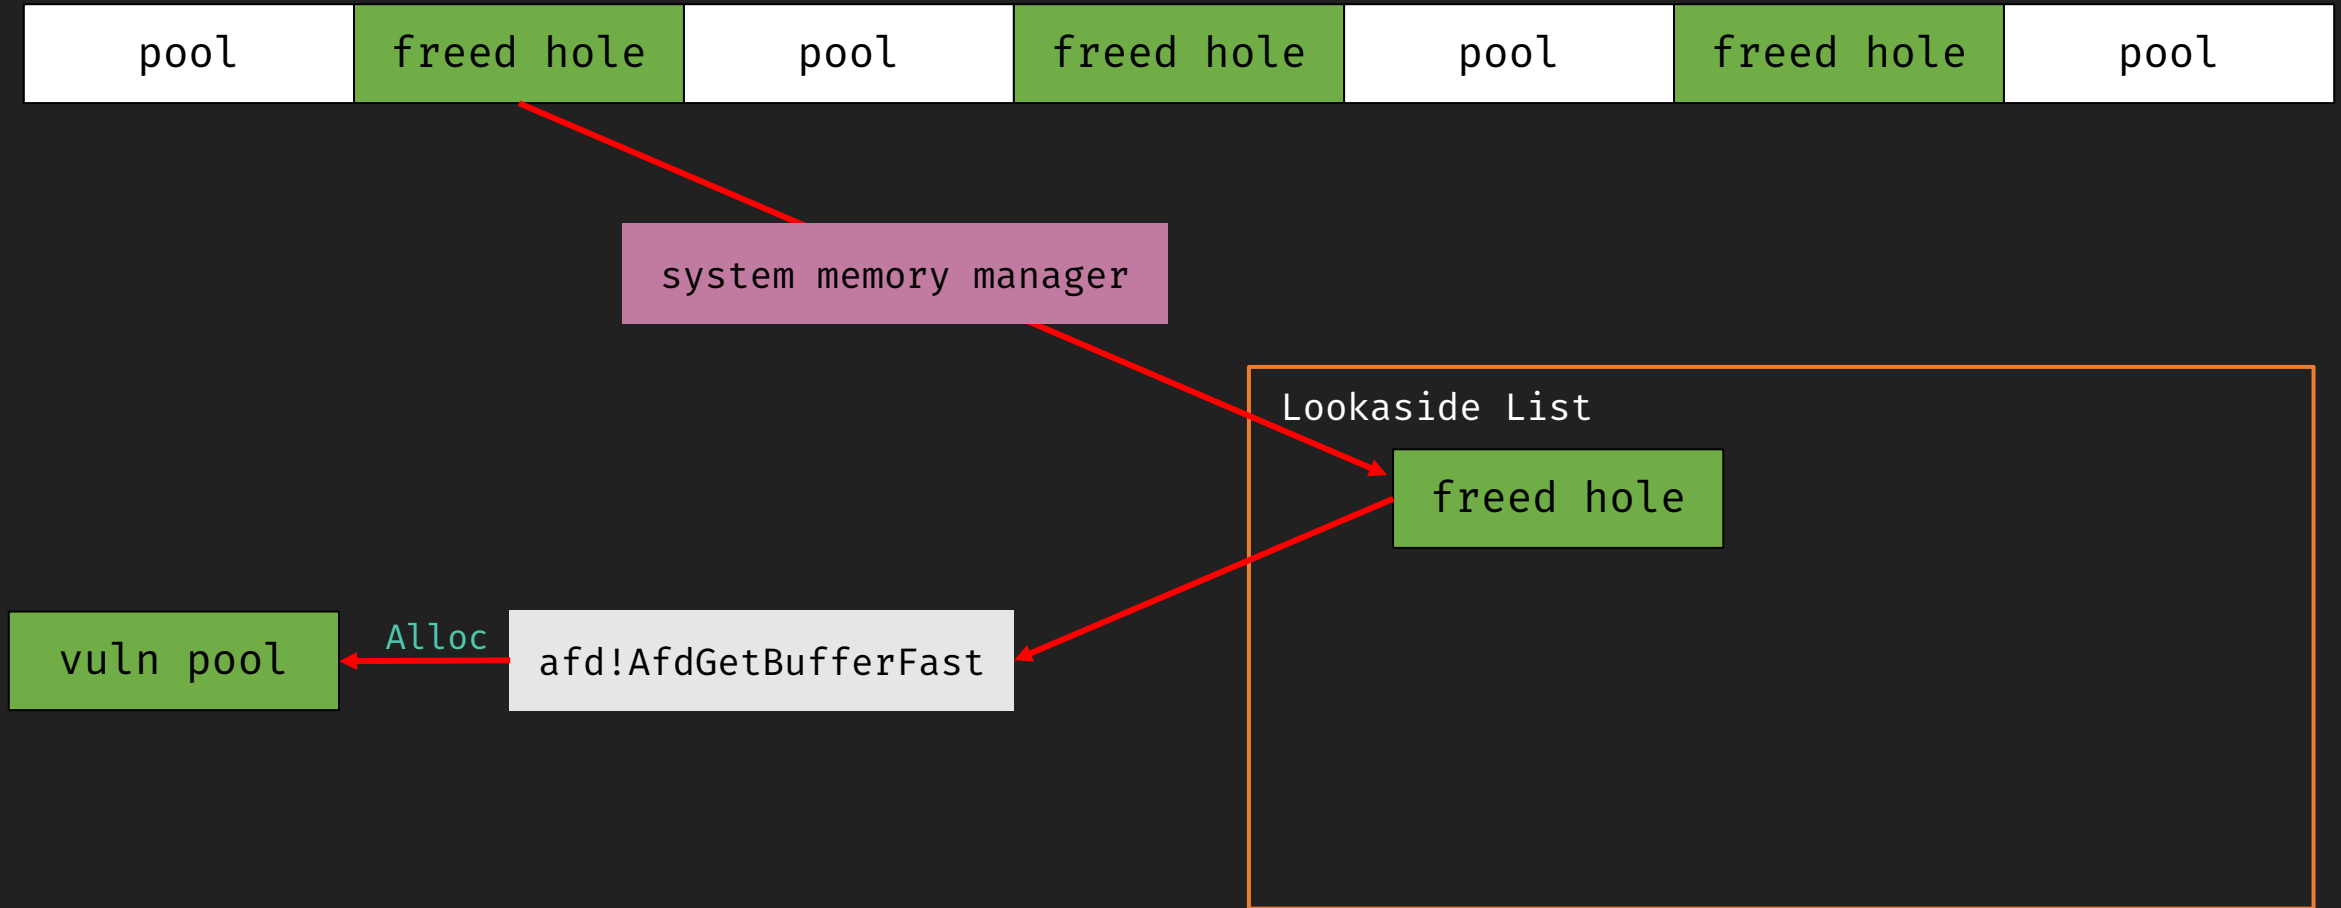 pool
freed hole
pool
freed hole
pool
freed hole
pool
system memory manager
Lookaside List
freed hole
vuln pool
Alloc
afd!AfdGetBufferFast